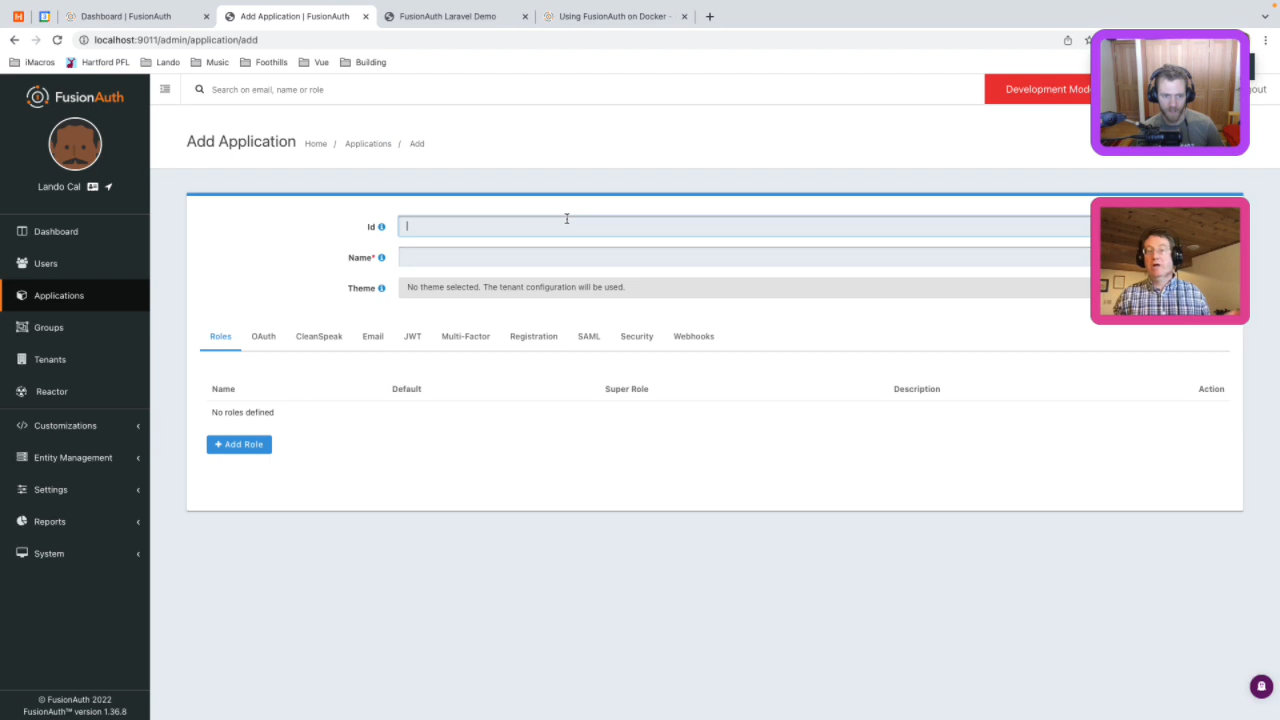 Dashboard | FusionAuth
Add Application | FusionAuth
FusionAuth Laravel Demo
Using FusionAuth on Docker -
localhost:9011/admin/application/add
iMacros
Hartford PFL
Lando
Music
Foothills
Vue
Building
FusionAuth
Search on email, name or role
Development Mod
gout
Lando Cal
Add Application
Home / Applications / Add
Dashboard
Users
Applications
Groups
Tenants
Reactor
Customizations
Entity Management
Settings
Reports
System
Id
Name*
Theme
No theme selected. The tenant configuration will be used.
Roles OAuth CleanSpeak Email JWT Multi-Factor Registration SAML Security Webhooks
Name Default Super Role Description Action
No roles defined
+ Add Role
© FusionAuth 2022
FusionAuth™ version 1.36.8